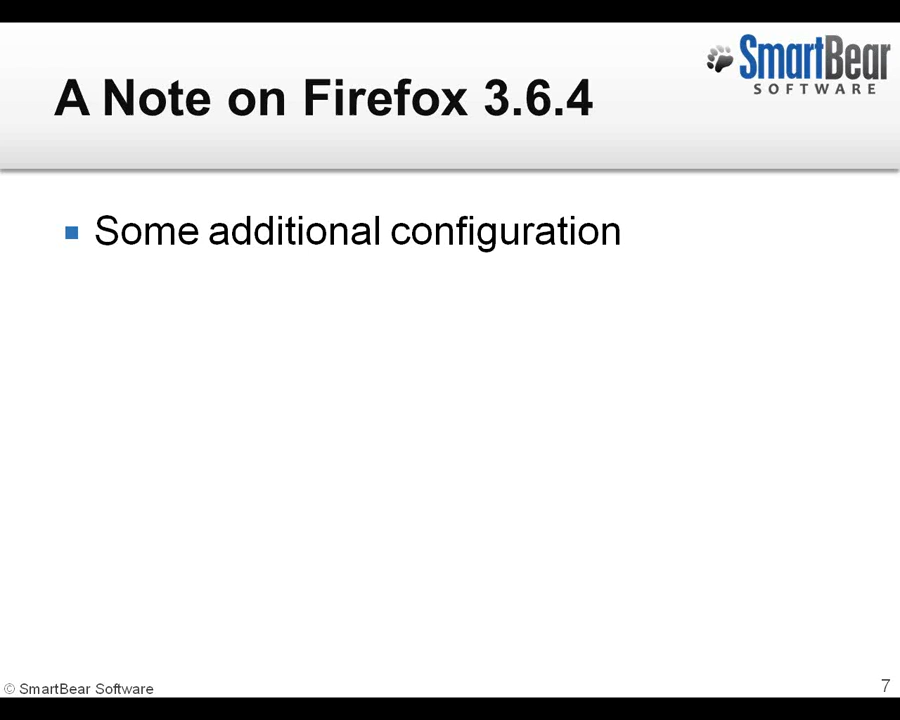 SmartBear
SOFTWARE
A Note on Firefox 3.6.4
Some additional configuration
© SmartBear Software
7